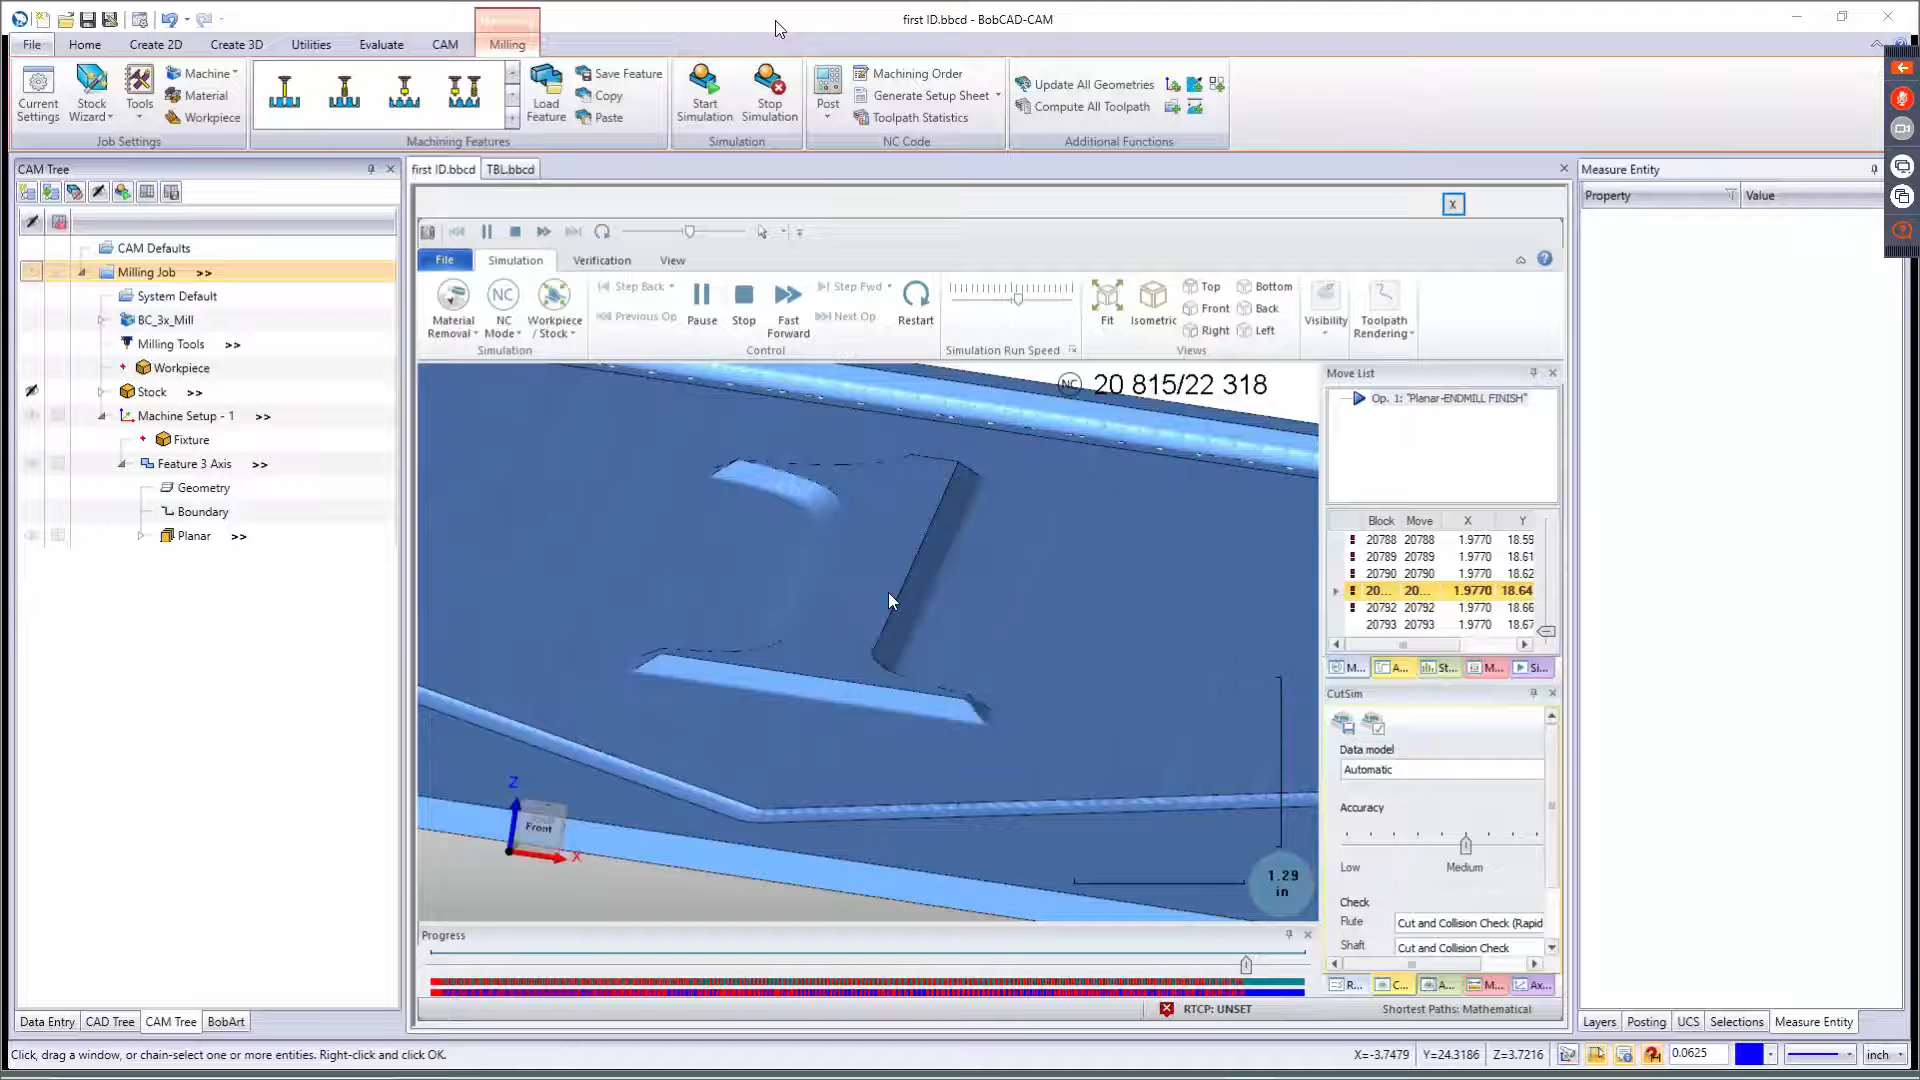 first ID.bbcd - BobCAD-CAM
File Home Create 2D Create 3D Utilities Evaluate CAM Milling
Current Settings
Stock Wizard
Tools
Machine
Material
Workpiece
Job Settings
Machining Features
Load Feature
Save Feature
Copy
Paste
Start Simulation
Stop Simulation
Simulation
Post
Machining Order
Generate Setup Sheet
Toolpath Statistics
NC Code
Update All Geometries
Compute All Toolpath
Additional Functions
CAM Tree
CAM Defaults
Milling Job >>
System Default
BC_3x_Mill
Milling Tools >>
Workpiece
Stock >>
Machine Setup - 1 >>
Fixture
Feature 3 Axis >>
Geometry
Boundary
Planar >>
Data Entry CAD Tree CAM Tree BobArt
first ID.bbcd TBL.bbcd
X
File Simulation Verification View
Material Removal
NC Mode
Workpiece / Stock
Simulation
Step Back
Previous Op
Pause
Stop
Fast Forward
Step Fwd
Next Op
Restart
Control
Simulation Run Speed
Fit
Isometric
Top Bottom
Front Back
Right Left
Views
Visibility
Toolpath Rendering
NC 20 815/22 318
Z
Front
X
1.29 in
Move List
Op. 1: "Planar-ENDMILL FINISH"
Block Move X Y
20788 20788 1.9770 18.59
20789 20789 1.9770 18.61
20790 20790 1.9770 18.62
20... 20... 1.9770 18.64
20792 20792 1.9770 18.66
20793 20793 1.9770 18.67
M... A... St... M... Si...
CutSim
Data model
Automatic
Accuracy
Low Medium
Check
Flute Cut and Collision Check (Rapid
Shaft Cut and Collision Check
R... C... A... M... Ax...
Progress
RTCP: UNSET
Shortest Paths: Mathematical
Measure Entity
Property Value
Layers Posting UCS Selections Measure Entity
Click, drag a window, or chain-select one or more entities. Right-click and click OK.
X=-3.7479 Y=24.3186 Z=3.7216
0.0625
inch